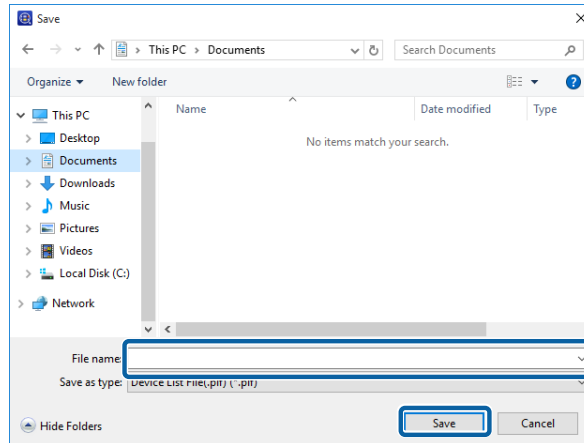 Save
This PC > Documents
Search Documents
Organize
New folder
Name
Date modified
Type
This PC
Desktop
Documents
Downloads
Music
Pictures
Videos
Local Disk (C:)
Network
No items match your search.
File name:
Save as type: Device List File(.plf) (*.plf)
Hide Folders
Save
Cancel